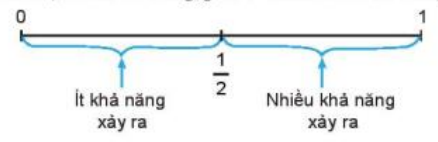 0 1
1
2
Ít khả năng
xảy ra
Nhiều khả năng
xảy ra